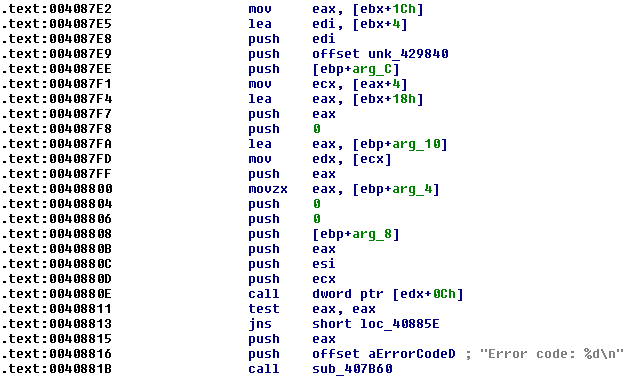 .text:004087E2 mov eax, [ebx+1Ch]
.text:004087E5 lea edi, [ebx+4]
.text:004087E8 push edi
.text:004087E9 push offset unk_429840
.text:004087EE push [ebp+arg_C]
.text:004087F1 mov ecx, [eax+4]
.text:004087F4 lea eax, [ebx+18h]
.text:004087F7 push eax
.text:004087F8 push 0
.text:004087FA lea eax, [ebp+arg_10]
.text:004087FD mov edx, [ecx]
.text:004087FF push eax
.text:00408800 movzx eax, [ebp+arg_4]
.text:00408804 push 0
.text:00408806 push 0
.text:00408808 push [ebp+arg_8]
.text:0040880B push eax
.text:0040880C push esi
.text:0040880D push ecx
.text:0040880E call dword ptr [edx+0Ch]
.text:00408811 test eax, eax
.text:00408813 jns short loc_40885E
.text:00408815 push eax
.text:00408816 push offset aErrorCodeD ; "Error code: %d\n"
.text:0040881B call sub_407B60